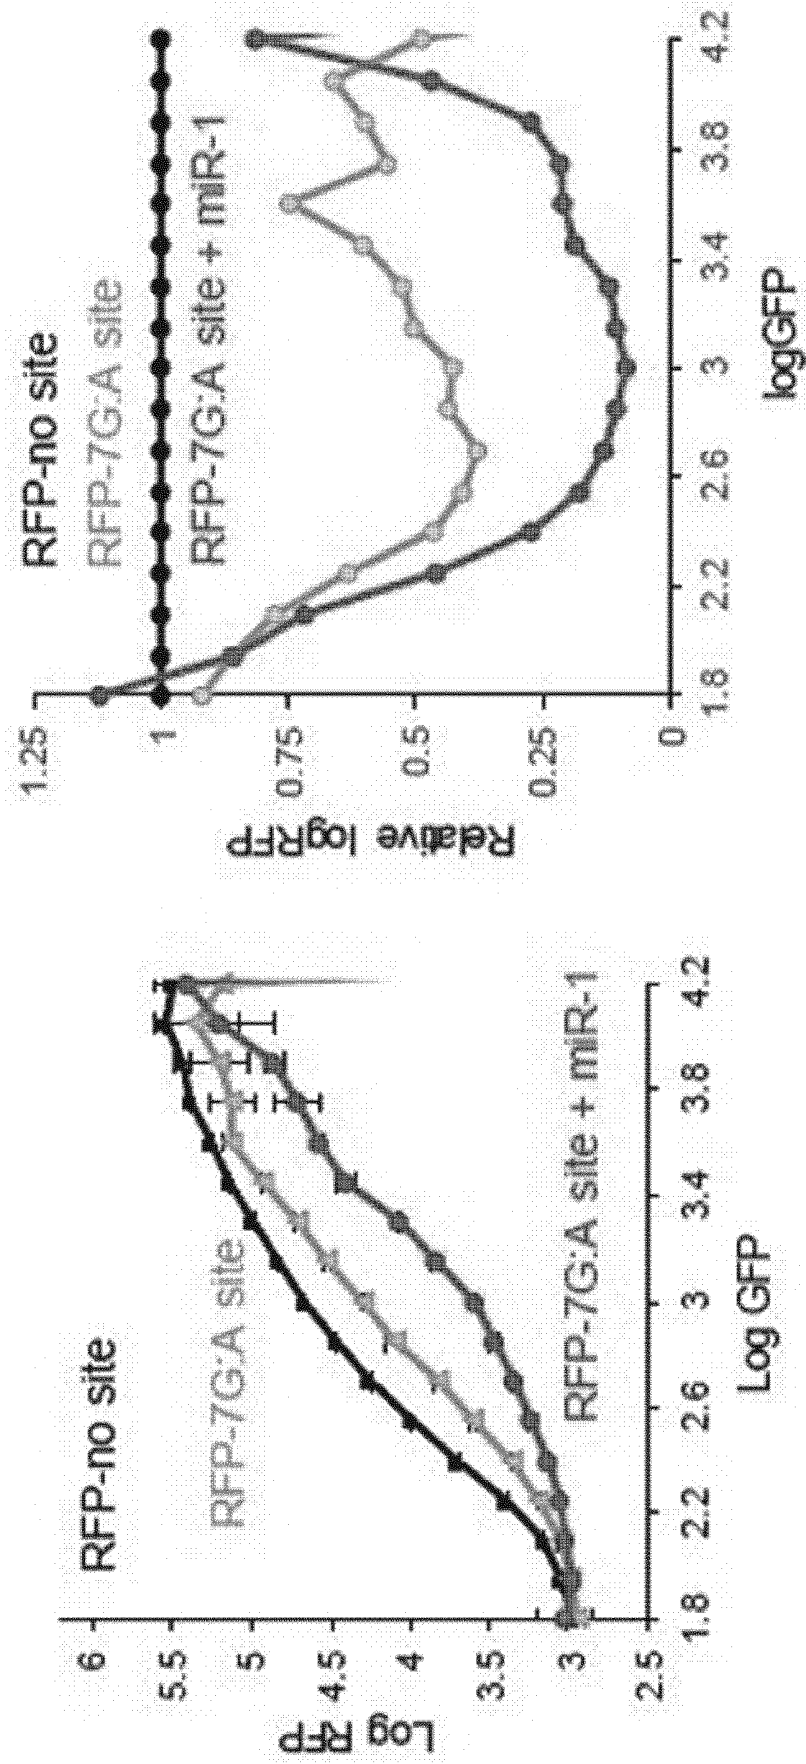 RFP-no site
RFP-7G:A site
RFP-7G:A site + miR-1
Log RFP
6
5.5
5
4.5
4
3.5
3
2.5
1.8
2.2
2.6
3
3.4
3.8
4.2
Log GFP
RFP-no site
RFP-7G:A site
RFP-7G:A site + miR-1
Relative logRFP
1.25
1
0.75
0.5
0.25
0
1.8
2.2
2.6
3
3.4
3.8
4.2
logGFP